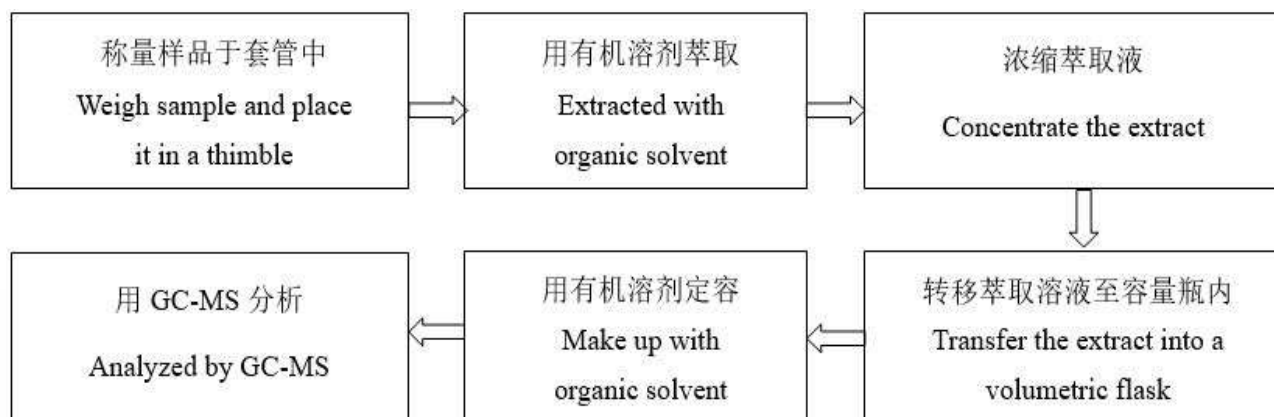 称量样品于套管中
Weigh sample and place
it in a thimble
用有机溶剂萃取
Extracted with
organic solvent
浓缩萃取液
Concentrate the extract
转移萃取溶液至容量瓶内
Transfer the extract into a
volumetric flask
用有机溶剂定容
Make up with
organic solvent
用 GC-MS 分析
Analyzed by GC-MS